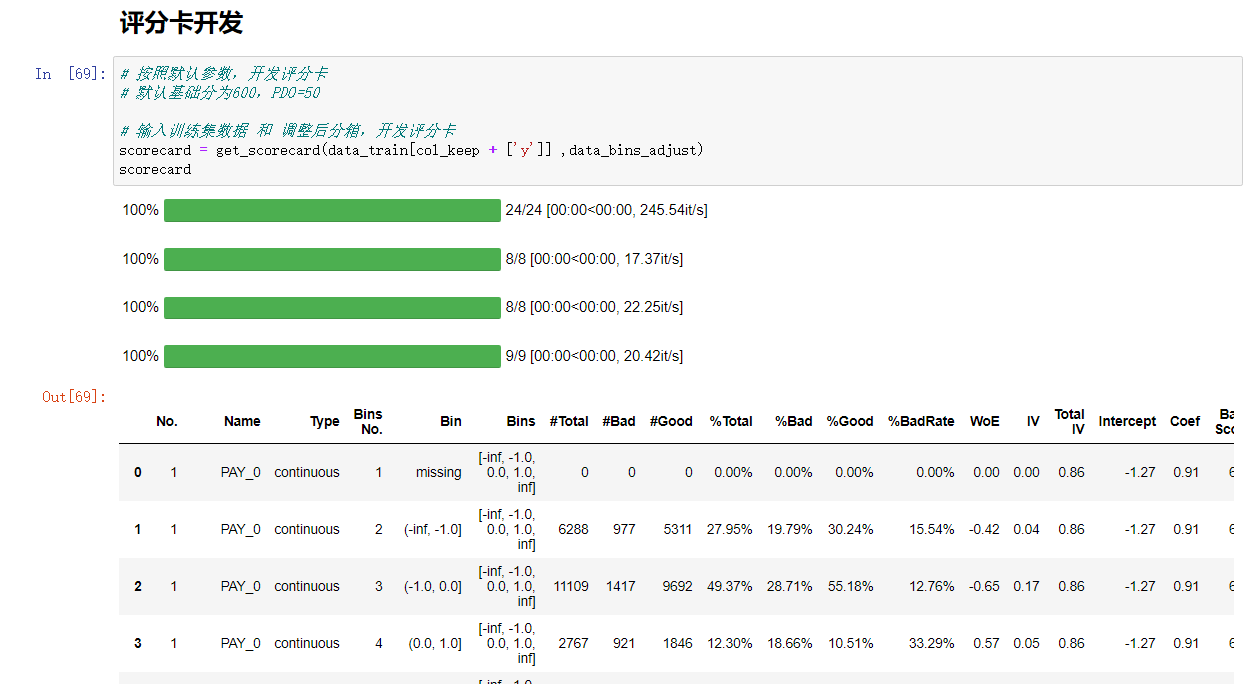 评分卡开发
In [69]:
# 按照默认参数，开发评分卡
# 默认基础分为600，PDO=50
# 输入训练集数据 和 调整后分箱，开发评分卡
scorecard = get_scorecard(data_train[col_keep + ['y']] ,data_bins_adjust)
scorecard
100% 24/24 [00:00<00:00, 245.54it/s]
100% 8/8 [00:00<00:00, 17.37it/s]
100% 8/8 [00:00<00:00, 22.25it/s]
100% 9/9 [00:00<00:00, 20.42it/s]
Out[69]:
No. Name Type Bins No. Bin Bins #Total #Bad #Good %Total %Bad %Good %BadRate WoE IV Total IV Intercept Coef
0 1 PAY_0 continuous 1 missing [-inf, -1.0, 0.0, 1.0, inf] 0 0 0 0.00% 0.00% 0.00% 0.00% 0.00 0.00 0.86 -1.27 0.91
1 1 PAY_0 continuous 2 (-inf, -1.0] [-inf, -1.0, 0.0, 1.0, inf] 6288 977 5311 27.95% 19.79% 30.24% 15.54% -0.42 0.04 0.86 -1.27 0.91
2 1 PAY_0 continuous 3 (-1.0, 0.0] [-inf, -1.0, 0.0, 1.0, inf] 11109 1417 9692 49.37% 28.71% 55.18% 12.76% -0.65 0.17 0.86 -1.27 0.91
3 1 PAY_0 continuous 4 (0.0, 1.0] [-inf, -1.0, 0.0, 1.0, inf] 2767 921 1846 12.30% 18.66% 10.51% 33.29% 0.57 0.05 0.86 -1.27 0.91